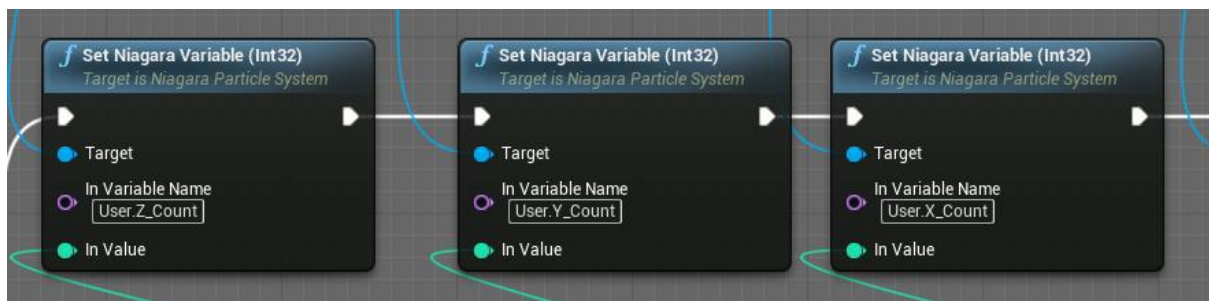 f Set Niagara Variable (Int32)
Target is Niagara Particle System
Target
In Variable Name
User.Z_Count
In Value
f Set Niagara Variable (Int32)
Target is Niagara Particle System
Target
In Variable Name
User.Y_Count
In Value
f Set Niagara Variable (Int32)
Target is Niagara Particle System
Target
In Variable Name
User.X_Count
In Value